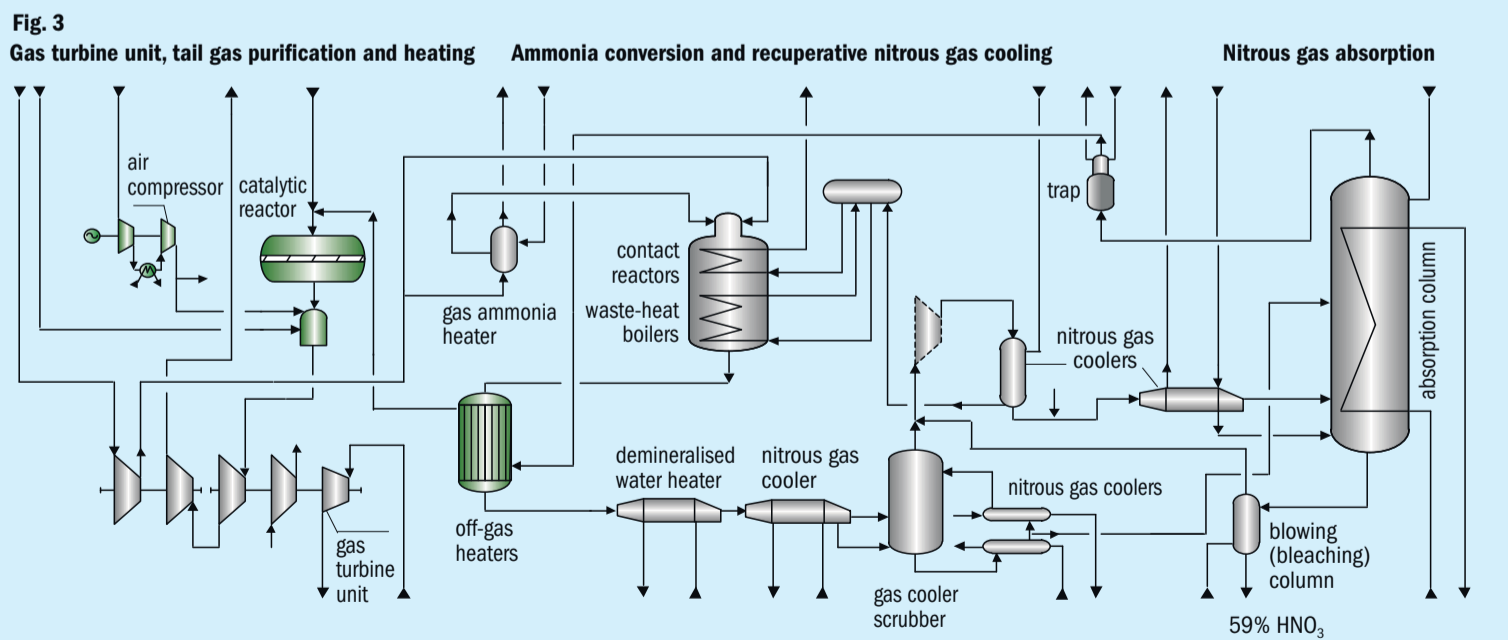 Fig. 3
Gas turbine unit, tail gas purification and heating
Ammonia conversion and recuperative nitrous gas cooling
Nitrous gas absorption
air
compressor
catalytic
reactor
trap
contact
reactors
waste-heat
boilers
gas ammonia
heater
nitrous gas
coolers
absorption column
demineralised
water heater
nitrous gas
cooler
nitrous gas coolers
off-gas
heaters
gas
turbine
unit
gas cooler
scrubber
blowing
(bleaching)
column
59% HNO₃